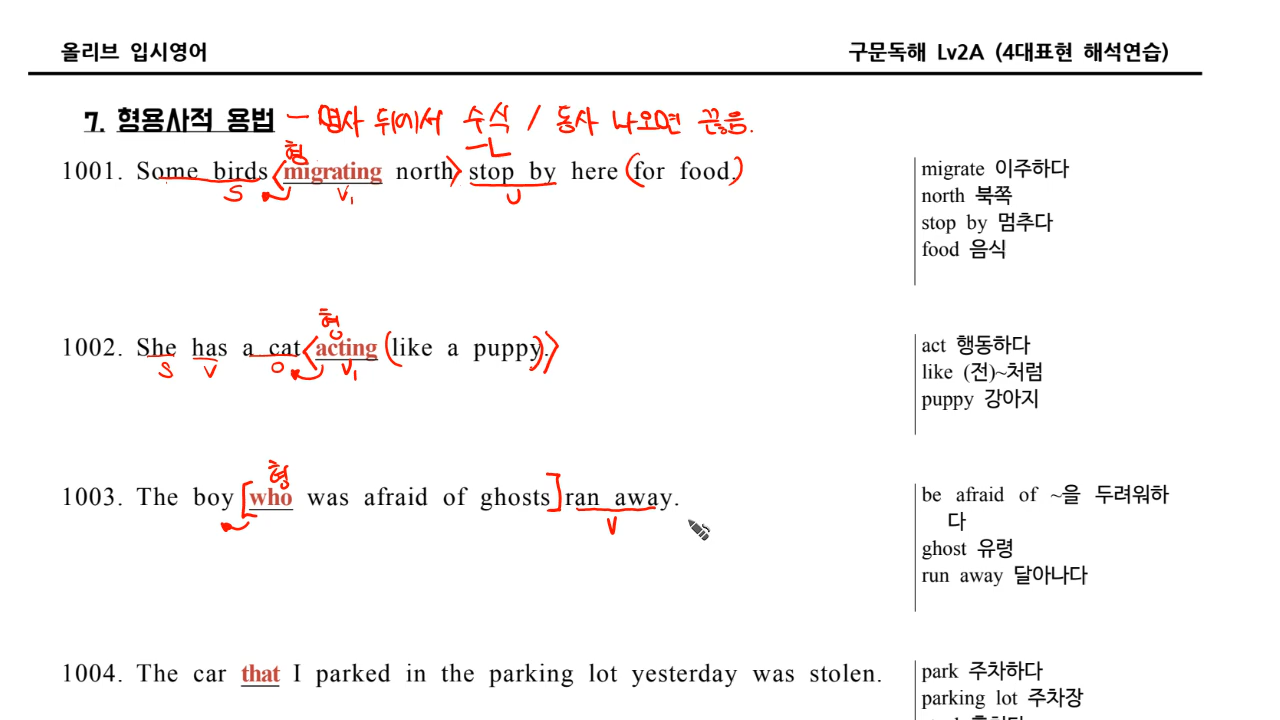 올리브 입시영어 구문독해 Lv2A (4대표현 해석연습)
7. 형용사적 용법 - 명사 뒤에서 수식 / 동사 나오면 끊음.
~ㄴ
형
1001. Some birds <migrating north> stop by here (for food.)
S V₁ V
migrate 이주하다
north 북쪽
stop by 멈추다
food 음식
형
1002. She has a cat <acting (like a puppy.)>
S V O V₁
act 행동하다
like (전)~처럼
puppy 강아지
형
1003. The boy [who was afraid of ghosts] ran away.
V
be afraid of ~을 두려워하
다
ghost 유령
run away 달아나다
1004. The car that I parked in the parking lot yesterday was stolen.
park 주차하다
parking lot 주차장